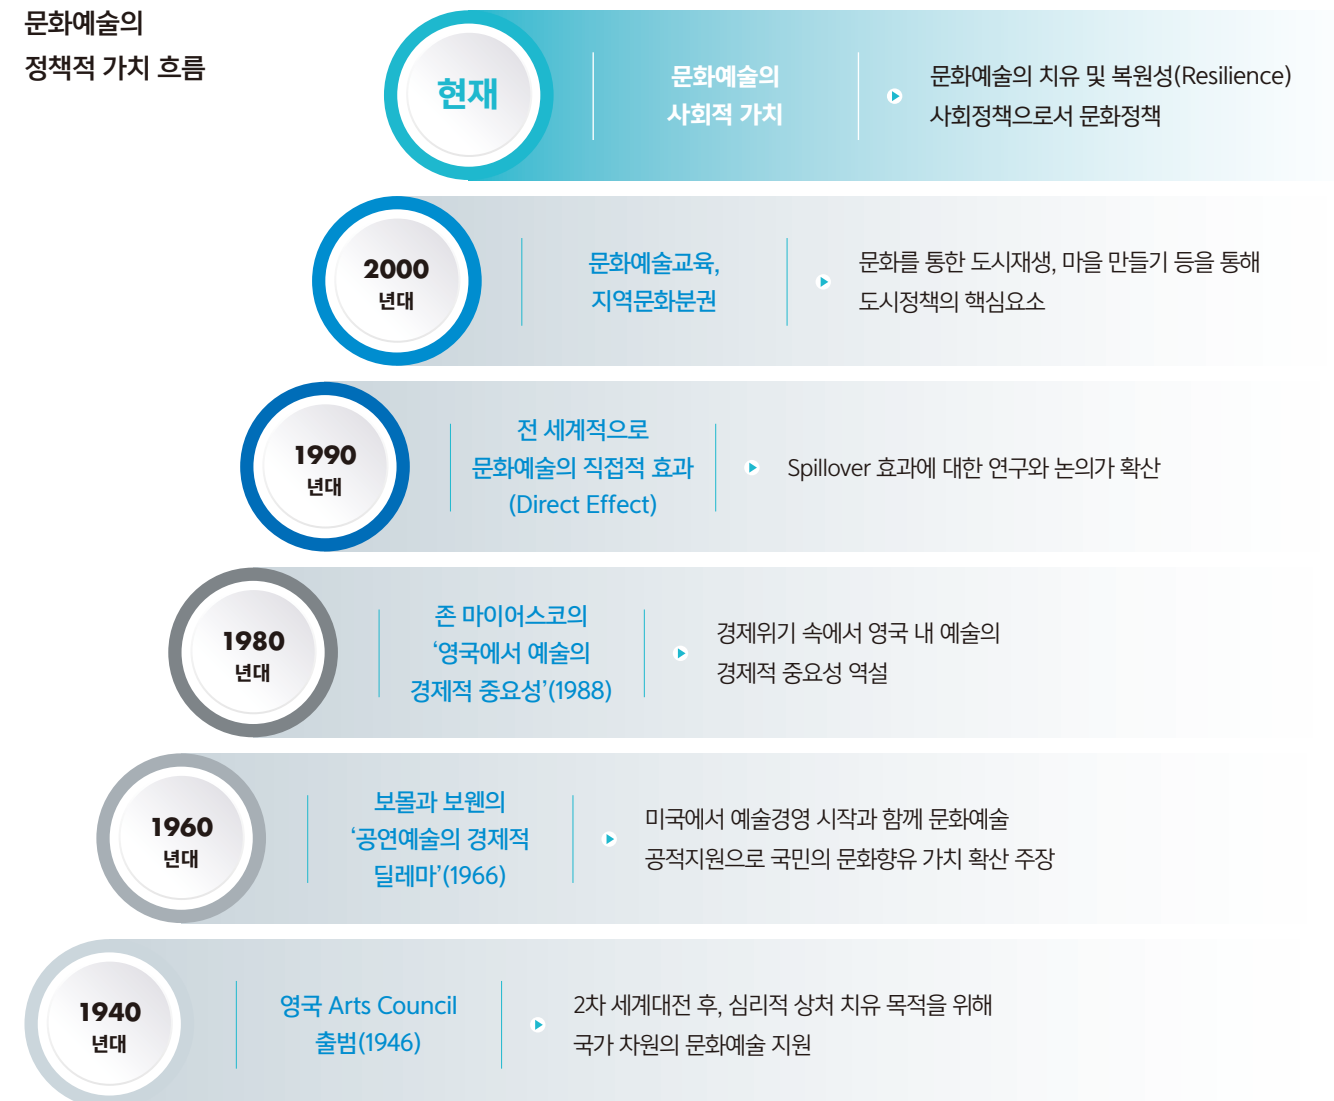 문화예술의
정책적 가치 흐름
현재
문화예술의
사회적 가치
문화예술의 치유 및 복원성(Resilience)
사회정책으로서 문화정책
2000
년대
문화예술교육,
지역문화분권
문화를 통한 도시재생, 마을 만들기 등을 통해
도시정책의 핵심요소
1990
년대
전 세계적으로
문화예술의 직접적 효과
(Direct Effect)
Spillover 효과에 대한 연구와 논의가 확산
1980
년대
존 마이어스코의
‘영국에서 예술의
경제적 중요성’(1988)
경제위기 속에서 영국 내 예술의
경제적 중요성 역설
1960
년대
보몰과 보웬의
‘공연예술의 경제적
딜레마’(1966)
미국에서 예술경영 시작과 함께 문화예술
공적지원으로 국민의 문화향유 가치 확산 주장
1940
년대
영국 Arts Council
출범(1946)
2차 세계대전 후, 심리적 상처 치유 목적을 위해
국가 차원의 문화예술 지원